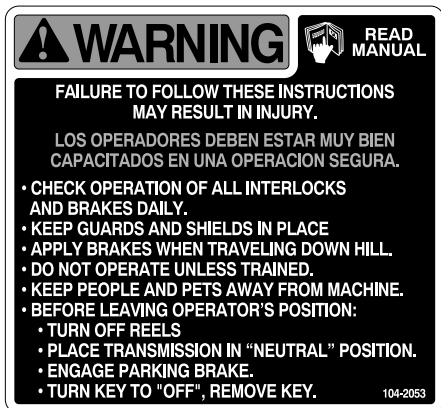 WARNING
READ
MANUAL
FAILURE TO FOLLOW THESE INSTRUCTIONS
MAY RESULT IN INJURY.
LOS OPERADORES DEBEN ESTAR MUY BIEN
CAPACITADOS EN UNA OPERACION SEGURA.
• CHECK OPERATION OF ALL INTERLOCKS
AND BRAKES DAILY.
• KEEP GUARDS AND SHIELDS IN PLACE
• APPLY BRAKES WHEN TRAVELING DOWN HILL.
• DO NOT OPERATE UNLESS TRAINED.
• KEEP PEOPLE AND PETS AWAY FROM MACHINE.
• BEFORE LEAVING OPERATOR'S POSITION:
• TURN OFF REELS
• PLACE TRANSMISSION IN “NEUTRAL” POSITION.
• ENGAGE PARKING BRAKE.
• TURN KEY TO "OFF", REMOVE KEY.
104-2053